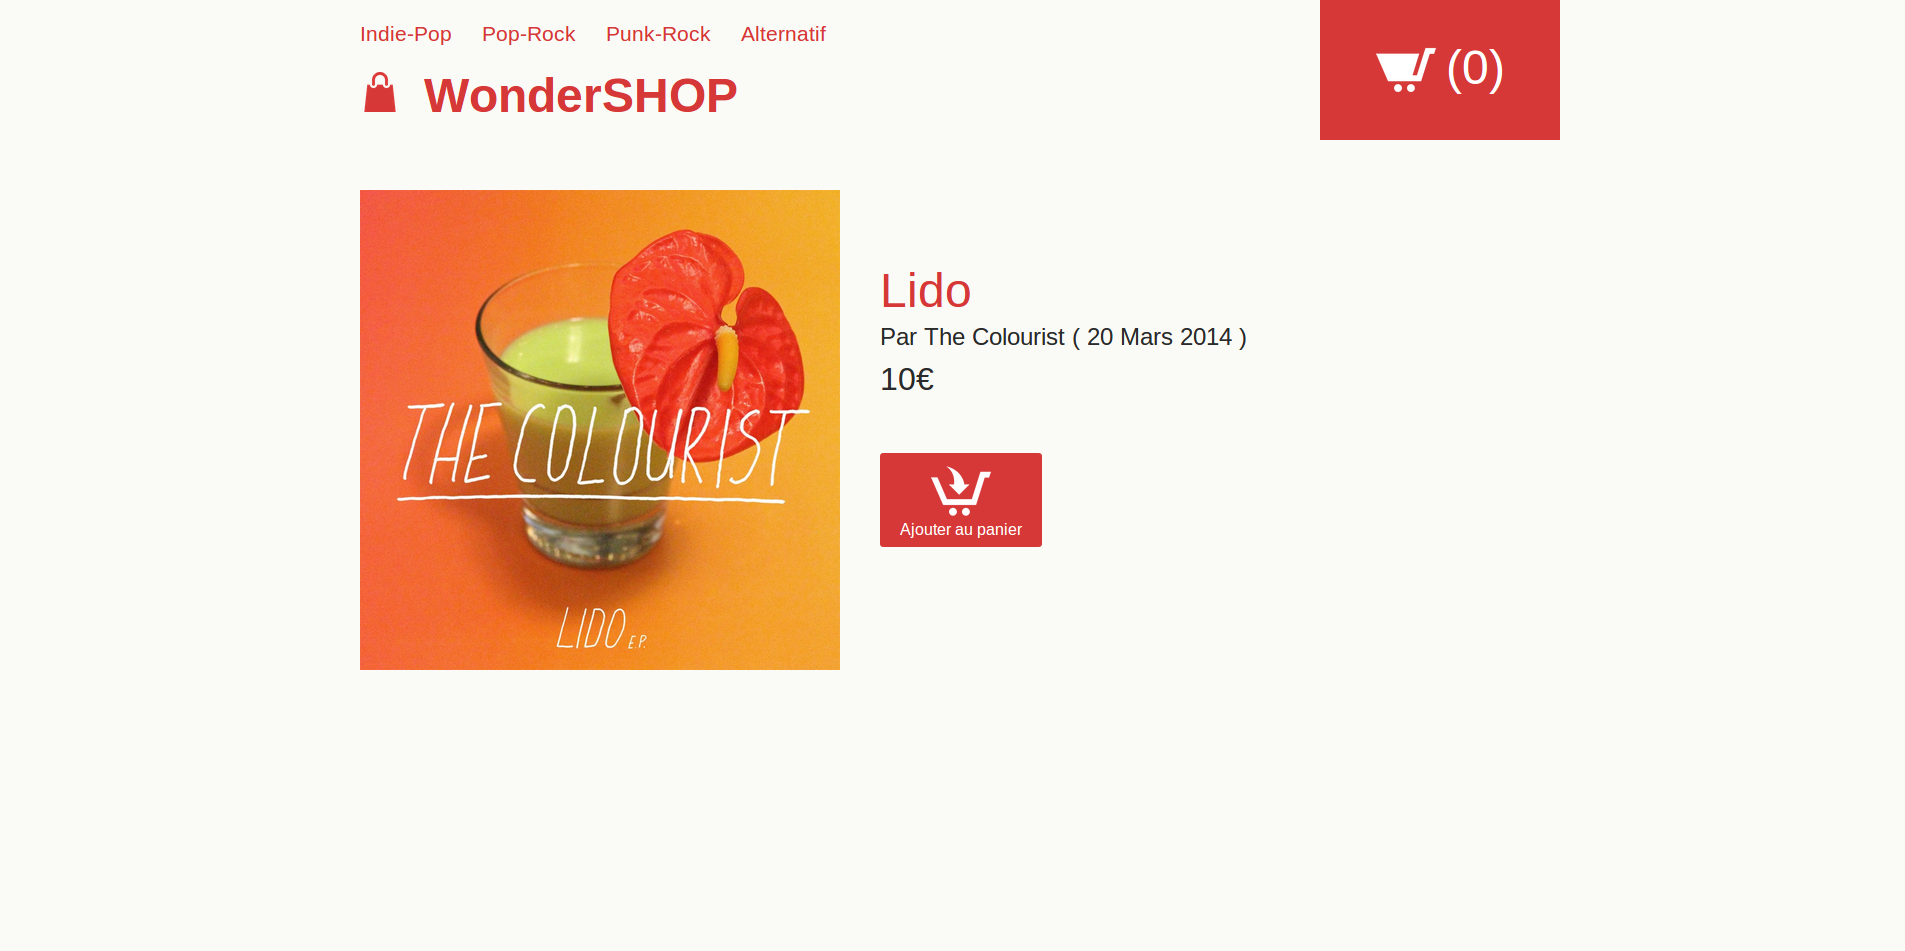 Indie-Pop Pop-Rock Punk-Rock Alternatif
WonderSHOP
(0)
THE COLOURIST
LIDO E.P.
Lido
Par The Colourist ( 20 Mars 2014 )
10€
Ajouter au panier